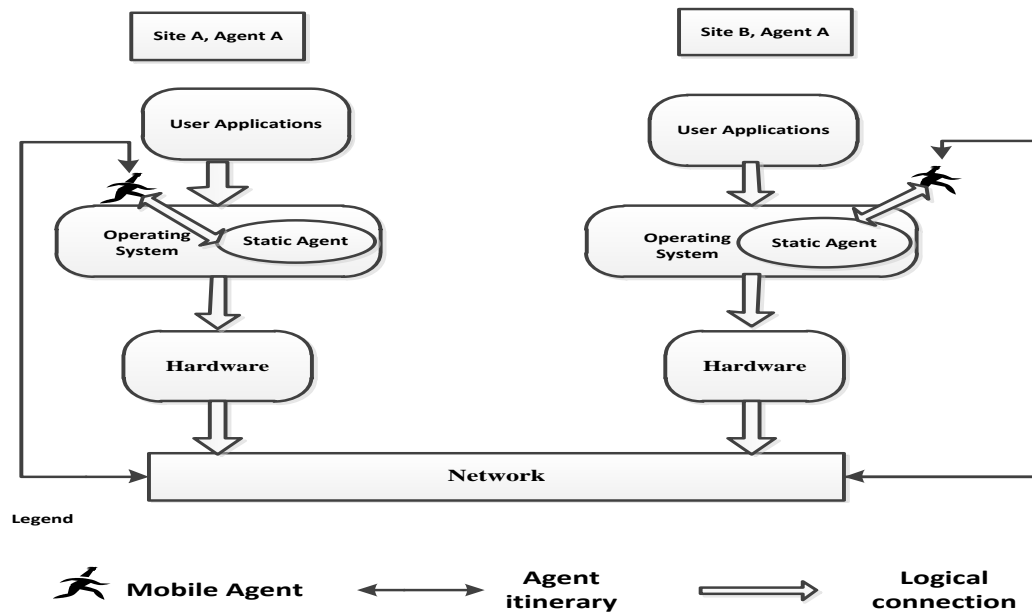 Site A, Agent A
Site B, Agent A
User Applications
User Applications
Operating
System
Static Agent
Operating
System
Static Agent
Hardware
Hardware
Network
Legend
Mobile Agent
Agent
itinerary
Logical
connection